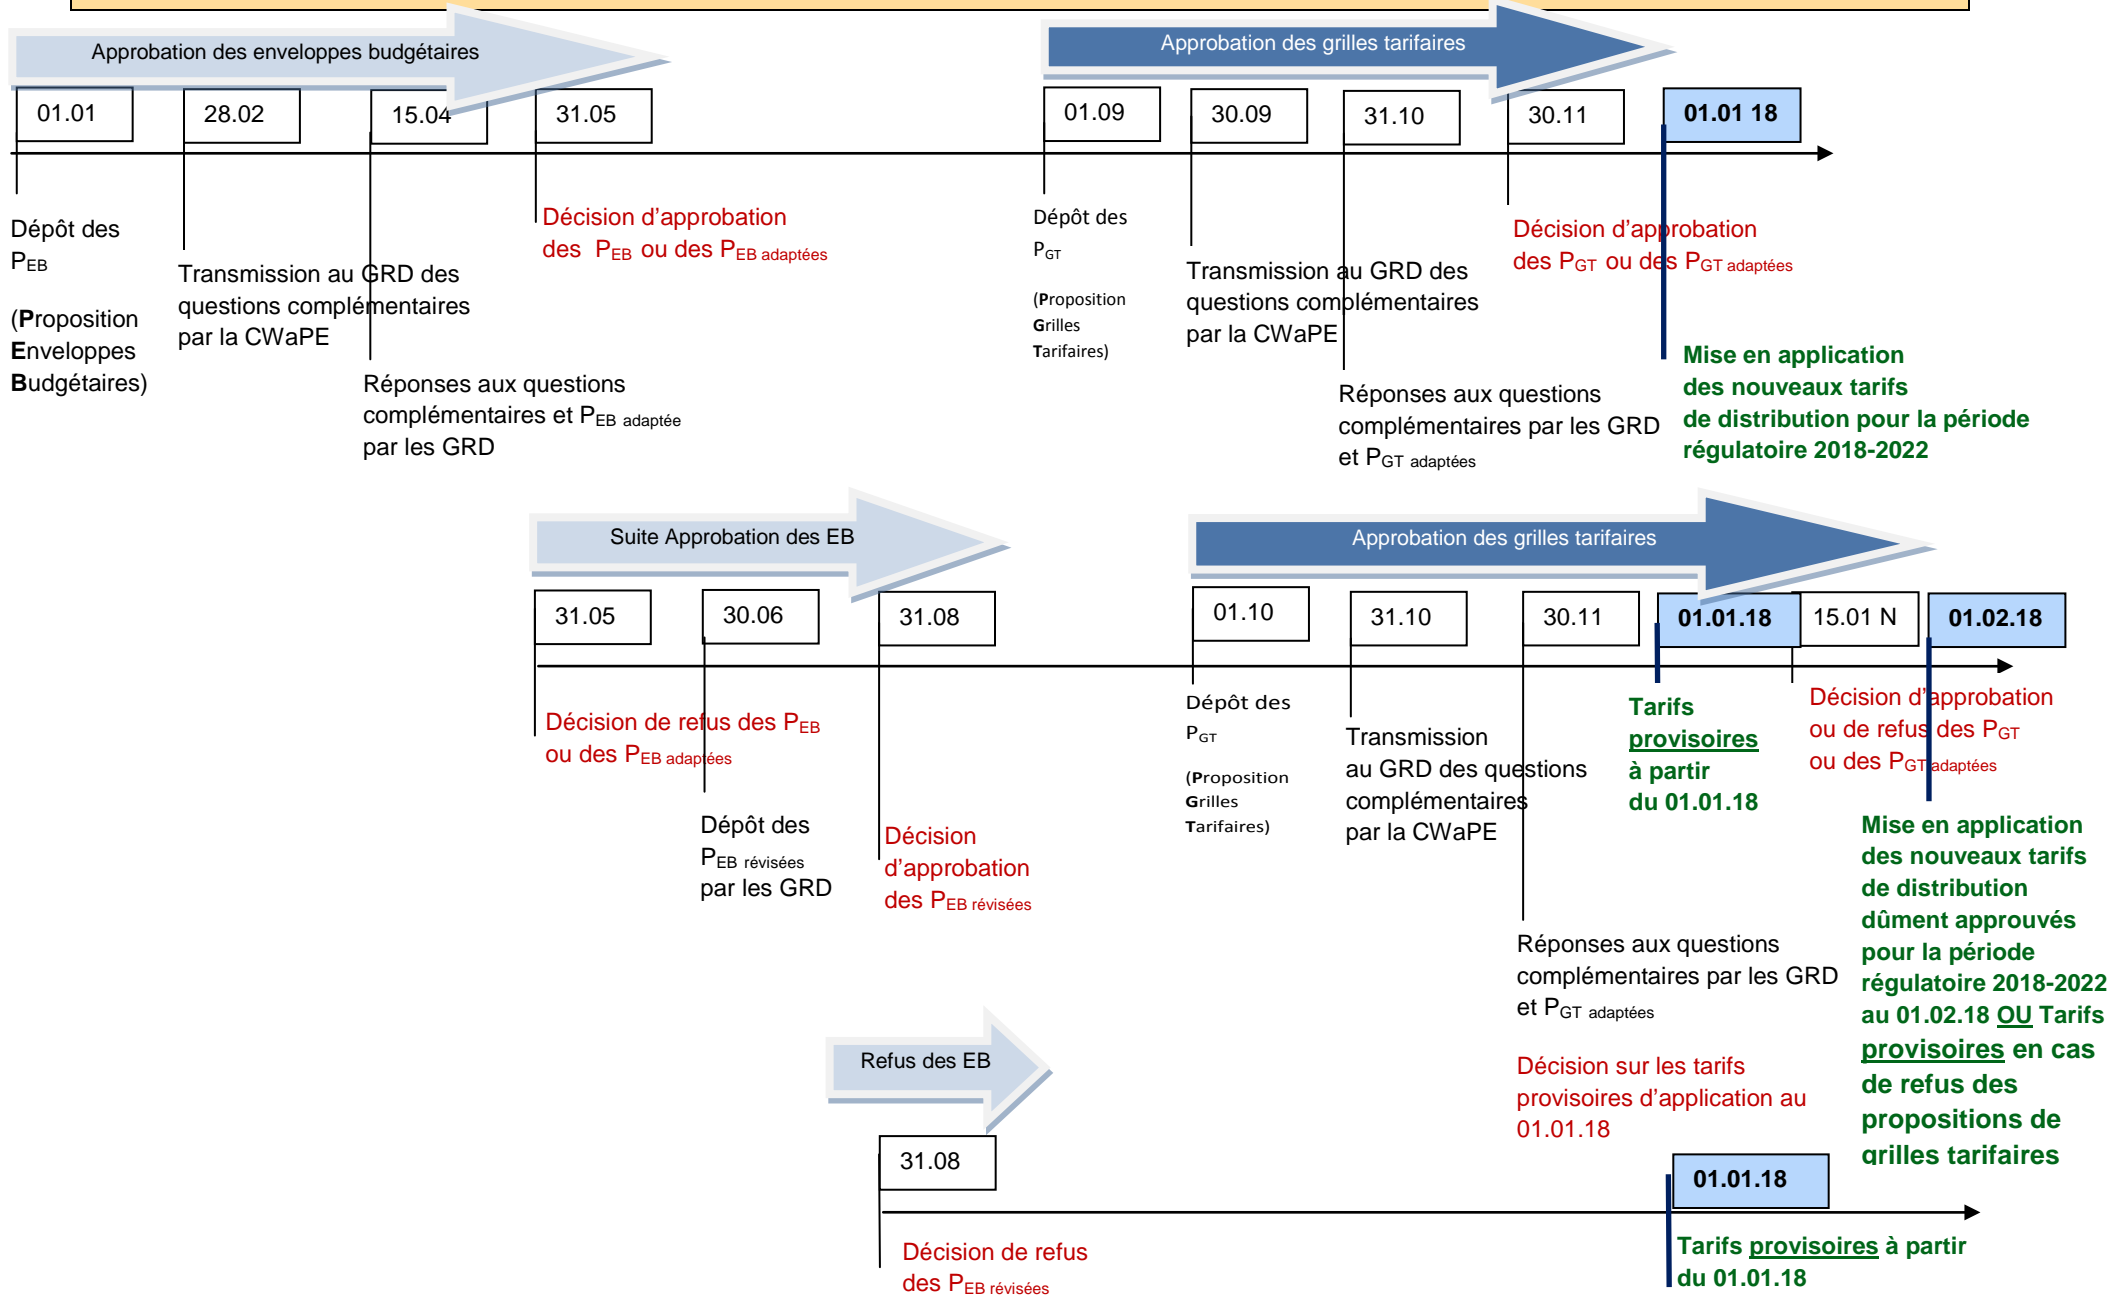 Approbation des enveloppes budgétaires
Approbation des grilles tarifaires
01.01
28.02
15.04
31.05
01.09
30.09
31.10
30.11
01.01 18
Dépôt des
PEB
(Proposition
Enveloppes
Budgétaires)
Transmission au GRD des
questions complémentaires
par la CWaPE
Réponses aux questions
complémentaires et PEB adaptée
par les GRD
Décision d'approbation
des PEB ou des PEB adaptées
Dépôt des
PGT
(Proposition
Grilles
Tarifaires)
Transmission au GRD des
questions complémentaires
par la CWaPE
Réponses aux questions
complémentaires par les GRD
et PGT adaptées
Décision d'approbation
des PGT ou des PGT adaptées
Mise en application
des nouveaux tarifs
de distribution pour la période
régulatoire 2018-2022
Suite Approbation des EB
Approbation des grilles tarifaires
31.05
30.06
31.08
01.10
31.10
30.11
01.01.18
15.01 N
01.02.18
Décision de refus des PEB
ou des PEB adaptées
Dépôt des
PEB révisées
par les GRD
Décision
d'approbation
des PEB révisées
Dépôt des
PGT
(Proposition
Grilles
Tarifaires)
Transmission
au GRD des questions
complémentaires
par la CWaPE
Réponses aux questions
complémentaires par les GRD
et PGT adaptées
Décision sur les tarifs
provisoires d'application au
01.01.18
Tarifs
provisoires
à partir
du 01.01.18
Décision d'approbation
ou de refus des PGT
ou des PGT adaptées
Mise en application
des nouveaux tarifs
de distribution
dûment approuvés
pour la période
régulatoire 2018-2022
au 01.02.18 OU Tarifs
provisoires en cas
de refus des
propositions de
grilles tarifaires
Refus des EB
31.08
01.01.18
Décision de refus
des PEB révisées
Tarifs provisoires à partir
du 01.01.18